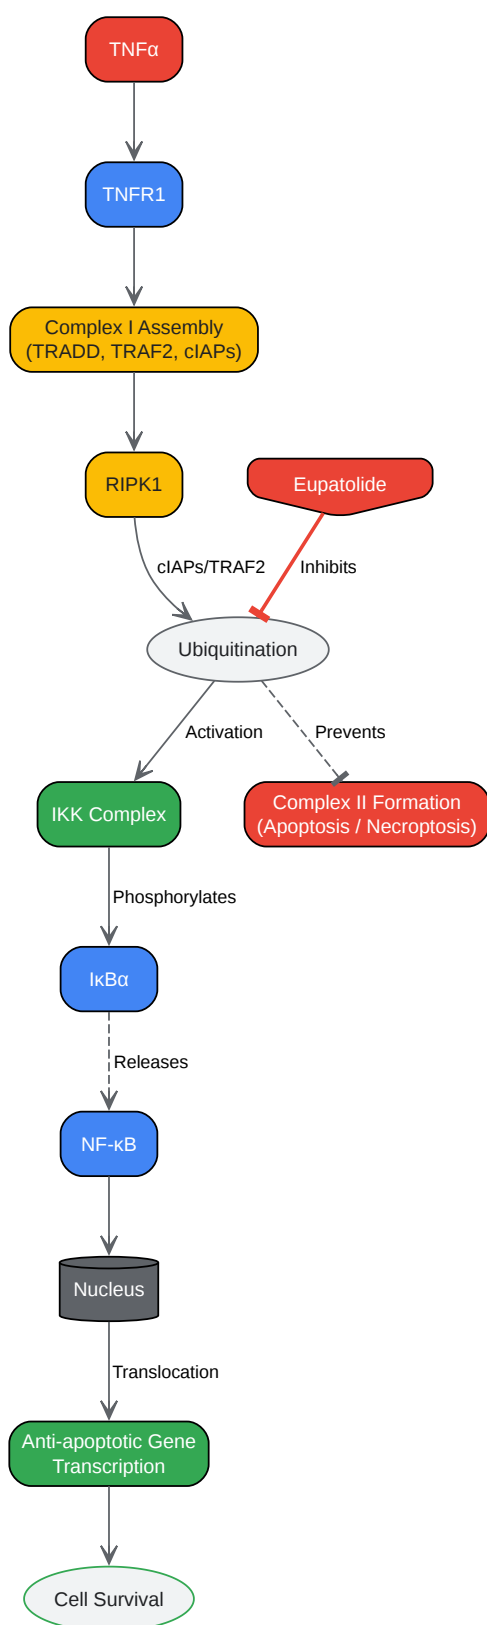 TNFα
TNFR1
Complex I Assembly
(TRADD, TRAF2, cIAPs)
RIPK1
Eupatolide
cIAPs/TRAF2
Inhibits
Ubiquitination
Activation
Prevents
IKK Complex
Complex II Formation
(Apoptosis / Necroptosis)
Phosphorylates
IκBα
Releases
NF-κB
Nucleus
Translocation
Anti-apoptotic Gene
Transcription
Cell Survival